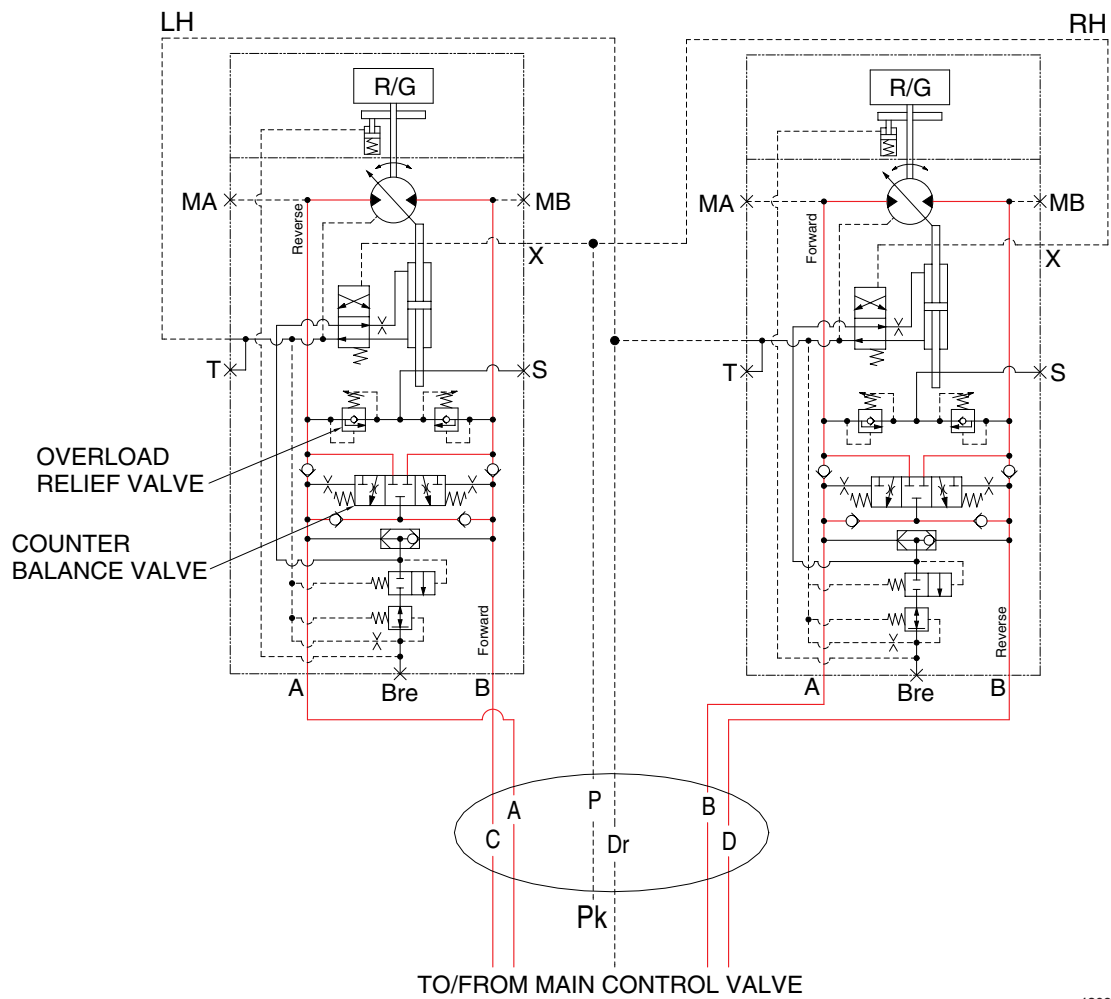 LH
RH
R/G
R/G
MA
MB
MA
MB
Reverse
Forward
X
X
T
S
T
S
OVERLOAD
RELIEF VALVE
COUNTER
BALANCE VALVE
Forward
Reverse
A
Bre
B
A
Bre
B
A
P
B
C
Dr
D
Pk
TO/FROM MAIN CONTROL VALVE